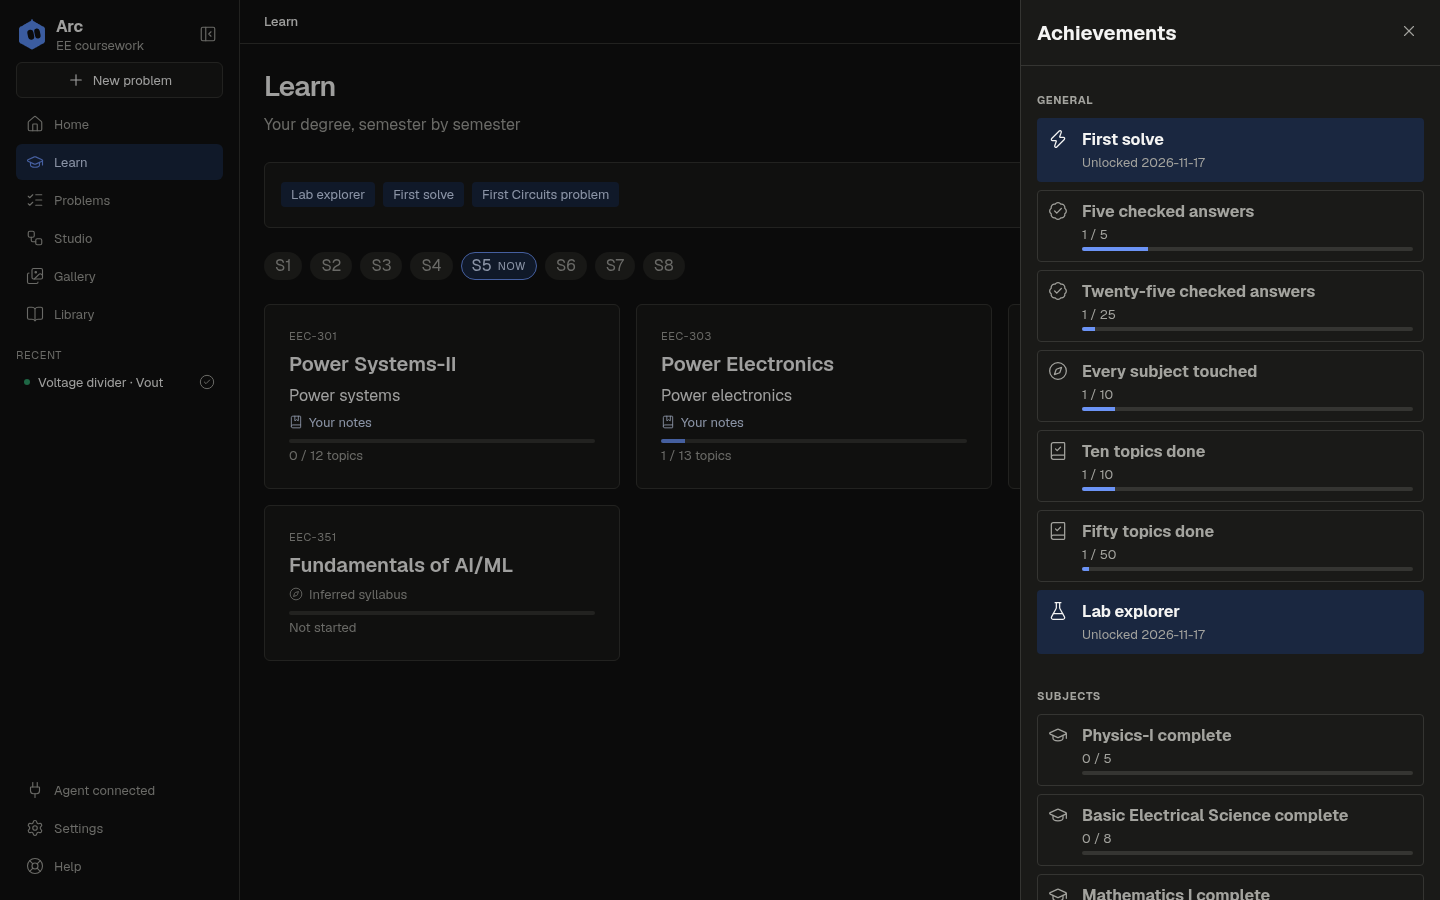 Arc
EE coursework
New problem
Home
Learn
Problems
Studio
Gallery
Library
RECENT
Voltage divider · Vout
Agent connected
Settings
Help
Learn
Learn
Your degree, semester by semester
Lab explorer
First solve
First Circuits problem
S1
S2
S3
S4
S5 NOW
S6
S7
S8
EEC-301
Power Systems-II
Power systems
Your notes
0 / 12 topics
EEC-303
Power Electronics
Power electronics
Your notes
1 / 13 topics
EEC-351
Fundamentals of AI/ML
Inferred syllabus
Not started
Achievements
GENERAL
First solve
Unlocked 2026-11-17
Five checked answers
1 / 5
Twenty-five checked answers
1 / 25
Every subject touched
1 / 10
Ten topics done
1 / 10
Fifty topics done
1 / 50
Lab explorer
Unlocked 2026-11-17
SUBJECTS
Physics-I complete
0 / 5
Basic Electrical Science complete
0 / 8
Mathematics I complete